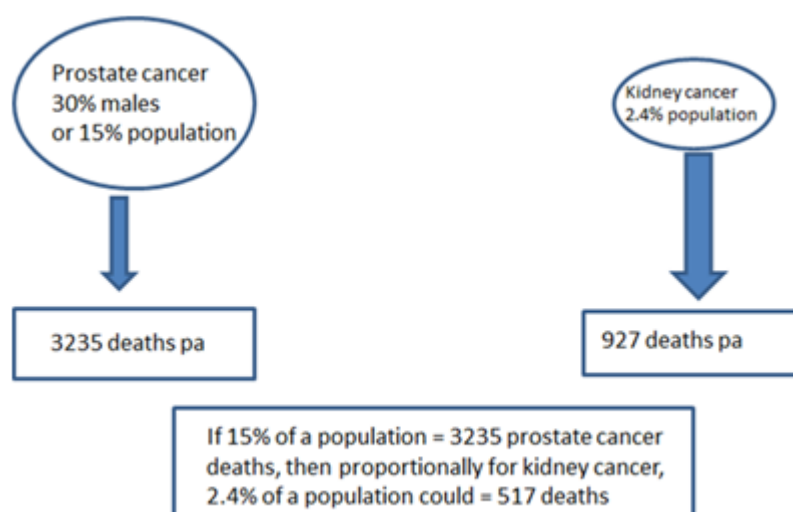 Prostate cancer
30% males
or 15% population
Kidney cancer
2.4% population
3235 deaths pa
927 deaths pa
If 15% of a population = 3235 prostate cancer
deaths, then proportionally for kidney cancer,
2.4% of a population could = 517 deaths